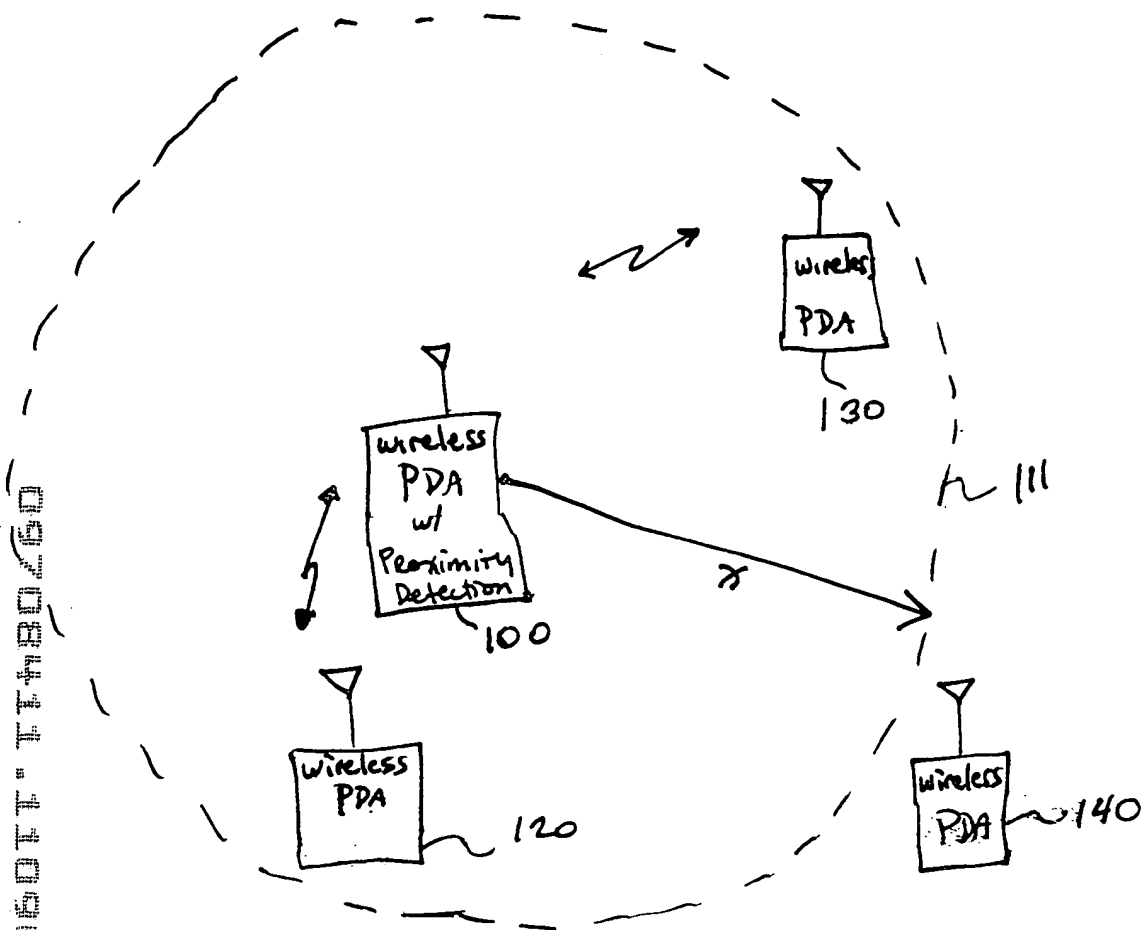 wireless
PDA
130
111
wireless
PDA
w/
Proximity
Detection
100
x
wireless
PDA
120
wireless
PDA
140